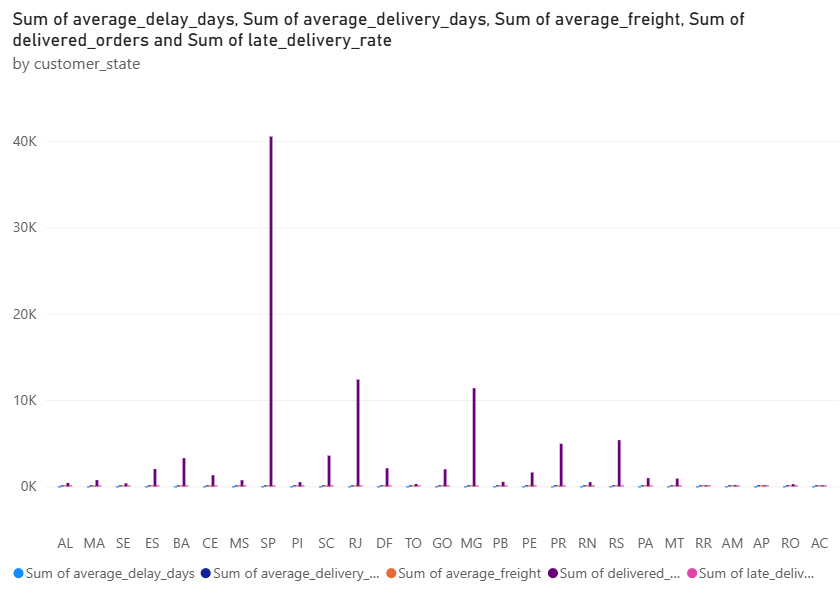 Sum of average_delay_days, Sum of average_delivery_days, Sum of average_freight, Sum of
delivered_orders and Sum of late_delivery_rate
by customer_state
40K
30K
20K
10K
0K
AL MA SE ES BA CE MS SP PI SC RJ DF TO GO MG PB PE PR RN RS PA MT RR AM AP RO AC
Sum of average_delay_days Sum of average_delivery_... Sum of average_freight Sum of delivered_... Sum of late_deliv...